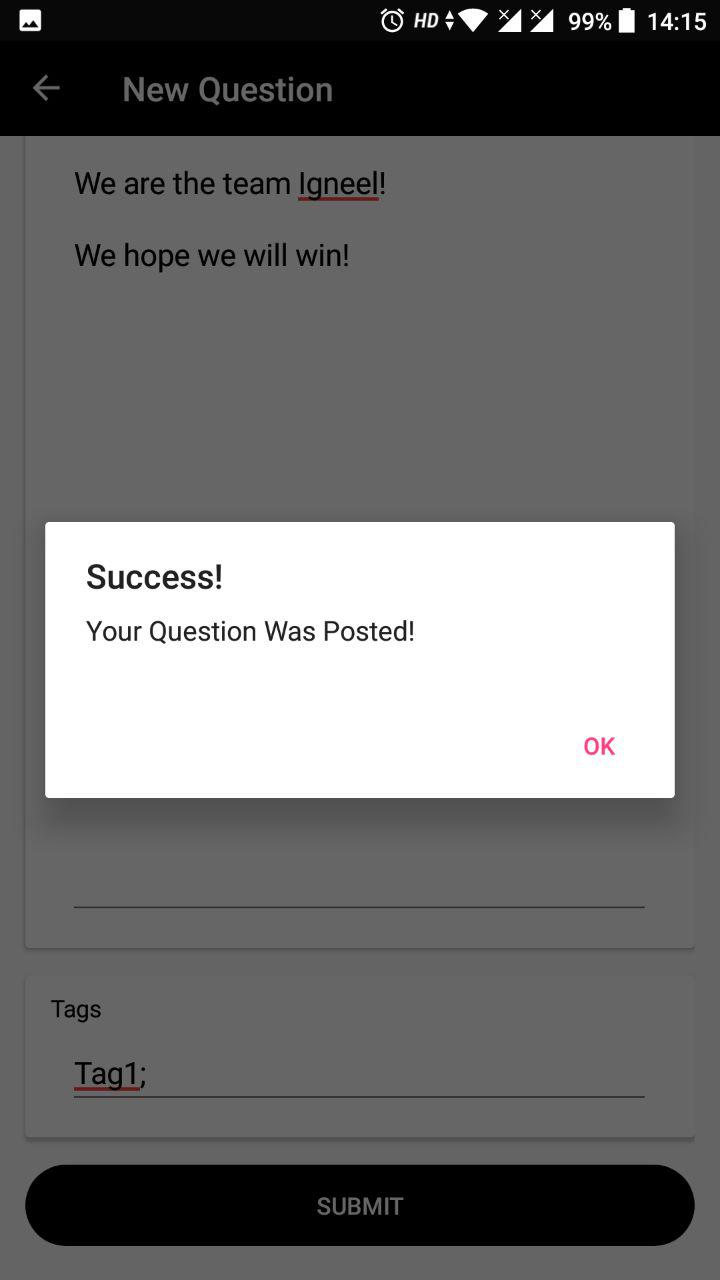 HD 99% 14:15
New Question
We are the team Igneel!
We hope we will win!
Success!
Your Question Was Posted!
OK
Tags
Tag1;
SUBMIT